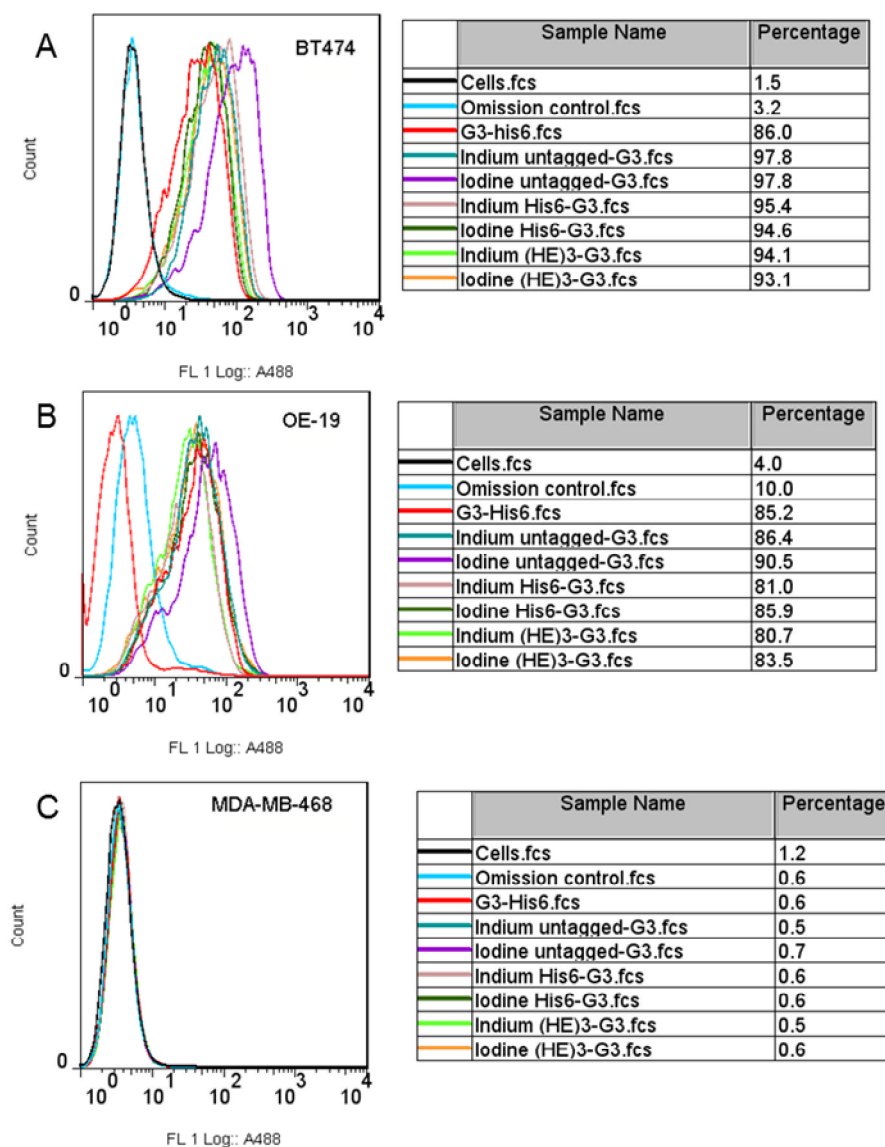 A
BT474
Count
0
10 0 10 1 10 2 10 3 10 4
FL 1 Log:: A488
Sample Name Percentage
Cells.fcs 1.5
Omission control.fcs 3.2
G3-his6.fcs 86.0
Indium untagged-G3.fcs 97.8
Iodine untagged-G3.fcs 97.8
Indium His6-G3.fcs 95.4
Iodine His6-G3.fcs 94.6
Indium (HE)3-G3.fcs 94.1
Iodine (HE)3-G3.fcs 93.1
B
OE-19
Count
0
10 0 10 1 10 2 10 3 10 4
FL 1 Log:: A488
Sample Name Percentage
Cells.fcs 4.0
Omission control.fcs 10.0
G3-His6.fcs 85.2
Indium untagged-G3.fcs 86.4
Iodine untagged-G3.fcs 90.5
Indium His6-G3.fcs 81.0
Iodine His6-G3.fcs 85.9
Indium (HE)3-G3.fcs 80.7
Iodine (HE)3-G3.fcs 83.5
C
MDA-MB-468
Count
0
10 0 10 1 10 2 10 3 10 4
FL 1 Log:: A488
Sample Name Percentage
Cells.fcs 1.2
Omission control.fcs 0.6
G3-His6.fcs 0.6
Indium untagged-G3.fcs 0.5
Iodine untagged-G3.fcs 0.7
Indium His6-G3.fcs 0.6
Iodine His6-G3.fcs 0.6
Indium (HE)3-G3.fcs 0.5
Iodine (HE)3-G3.fcs 0.6